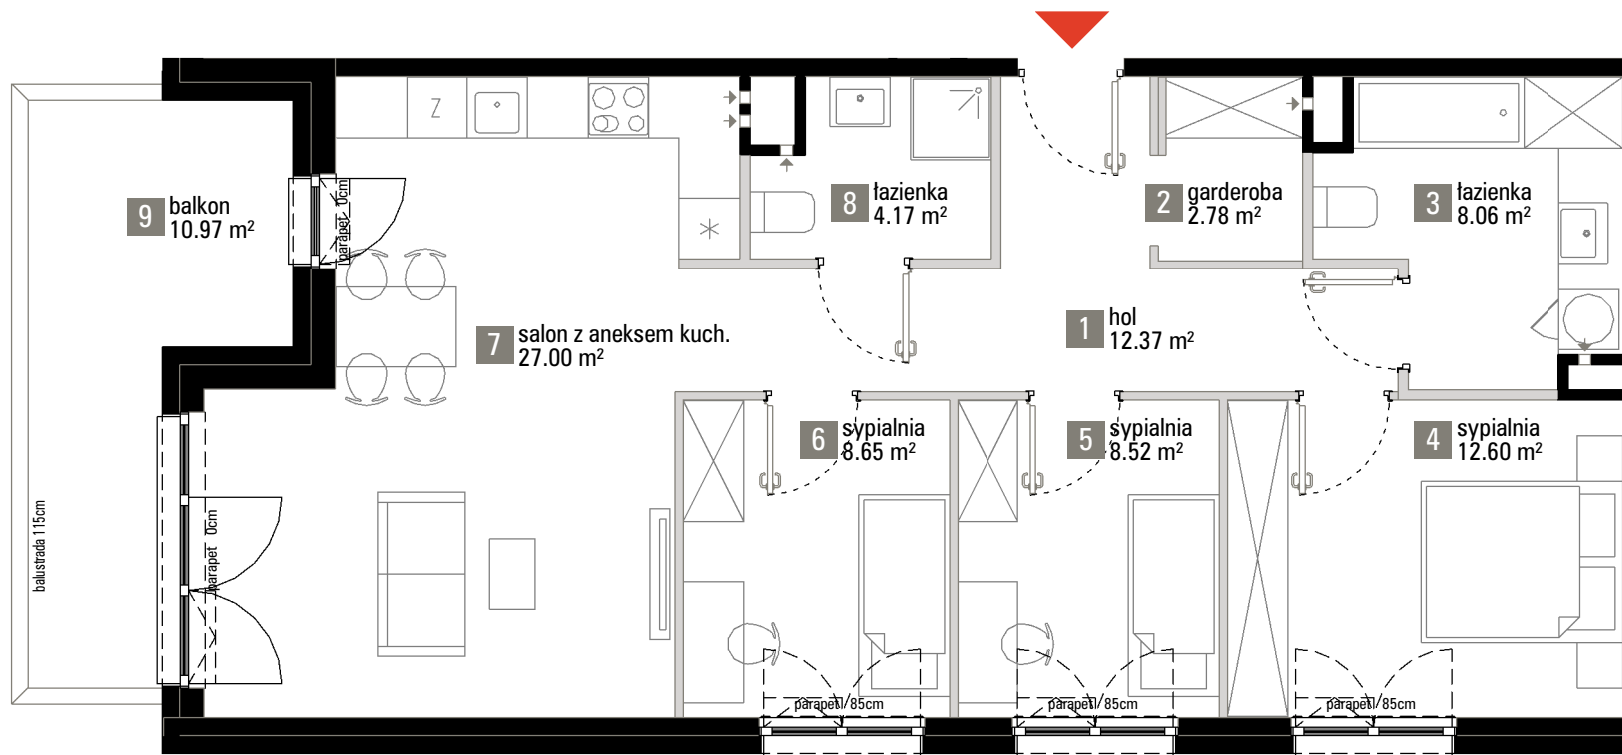 Z
9 balkon
10.97 m²
parapet 0cm
8 łazienka
4.17 m²
2 garderoba
2.78 m²
3 łazienka
8.06 m²
7 salon z aneksem kuch.
27.00 m²
1 hol
12.37 m²
6 sypialnia
8.65 m²
5 sypialnia
8.52 m²
4 sypialnia
12.60 m²
balustrada 115cm
parapet 0cm
parapet 85cm
parapet 85cm
parapet 85cm